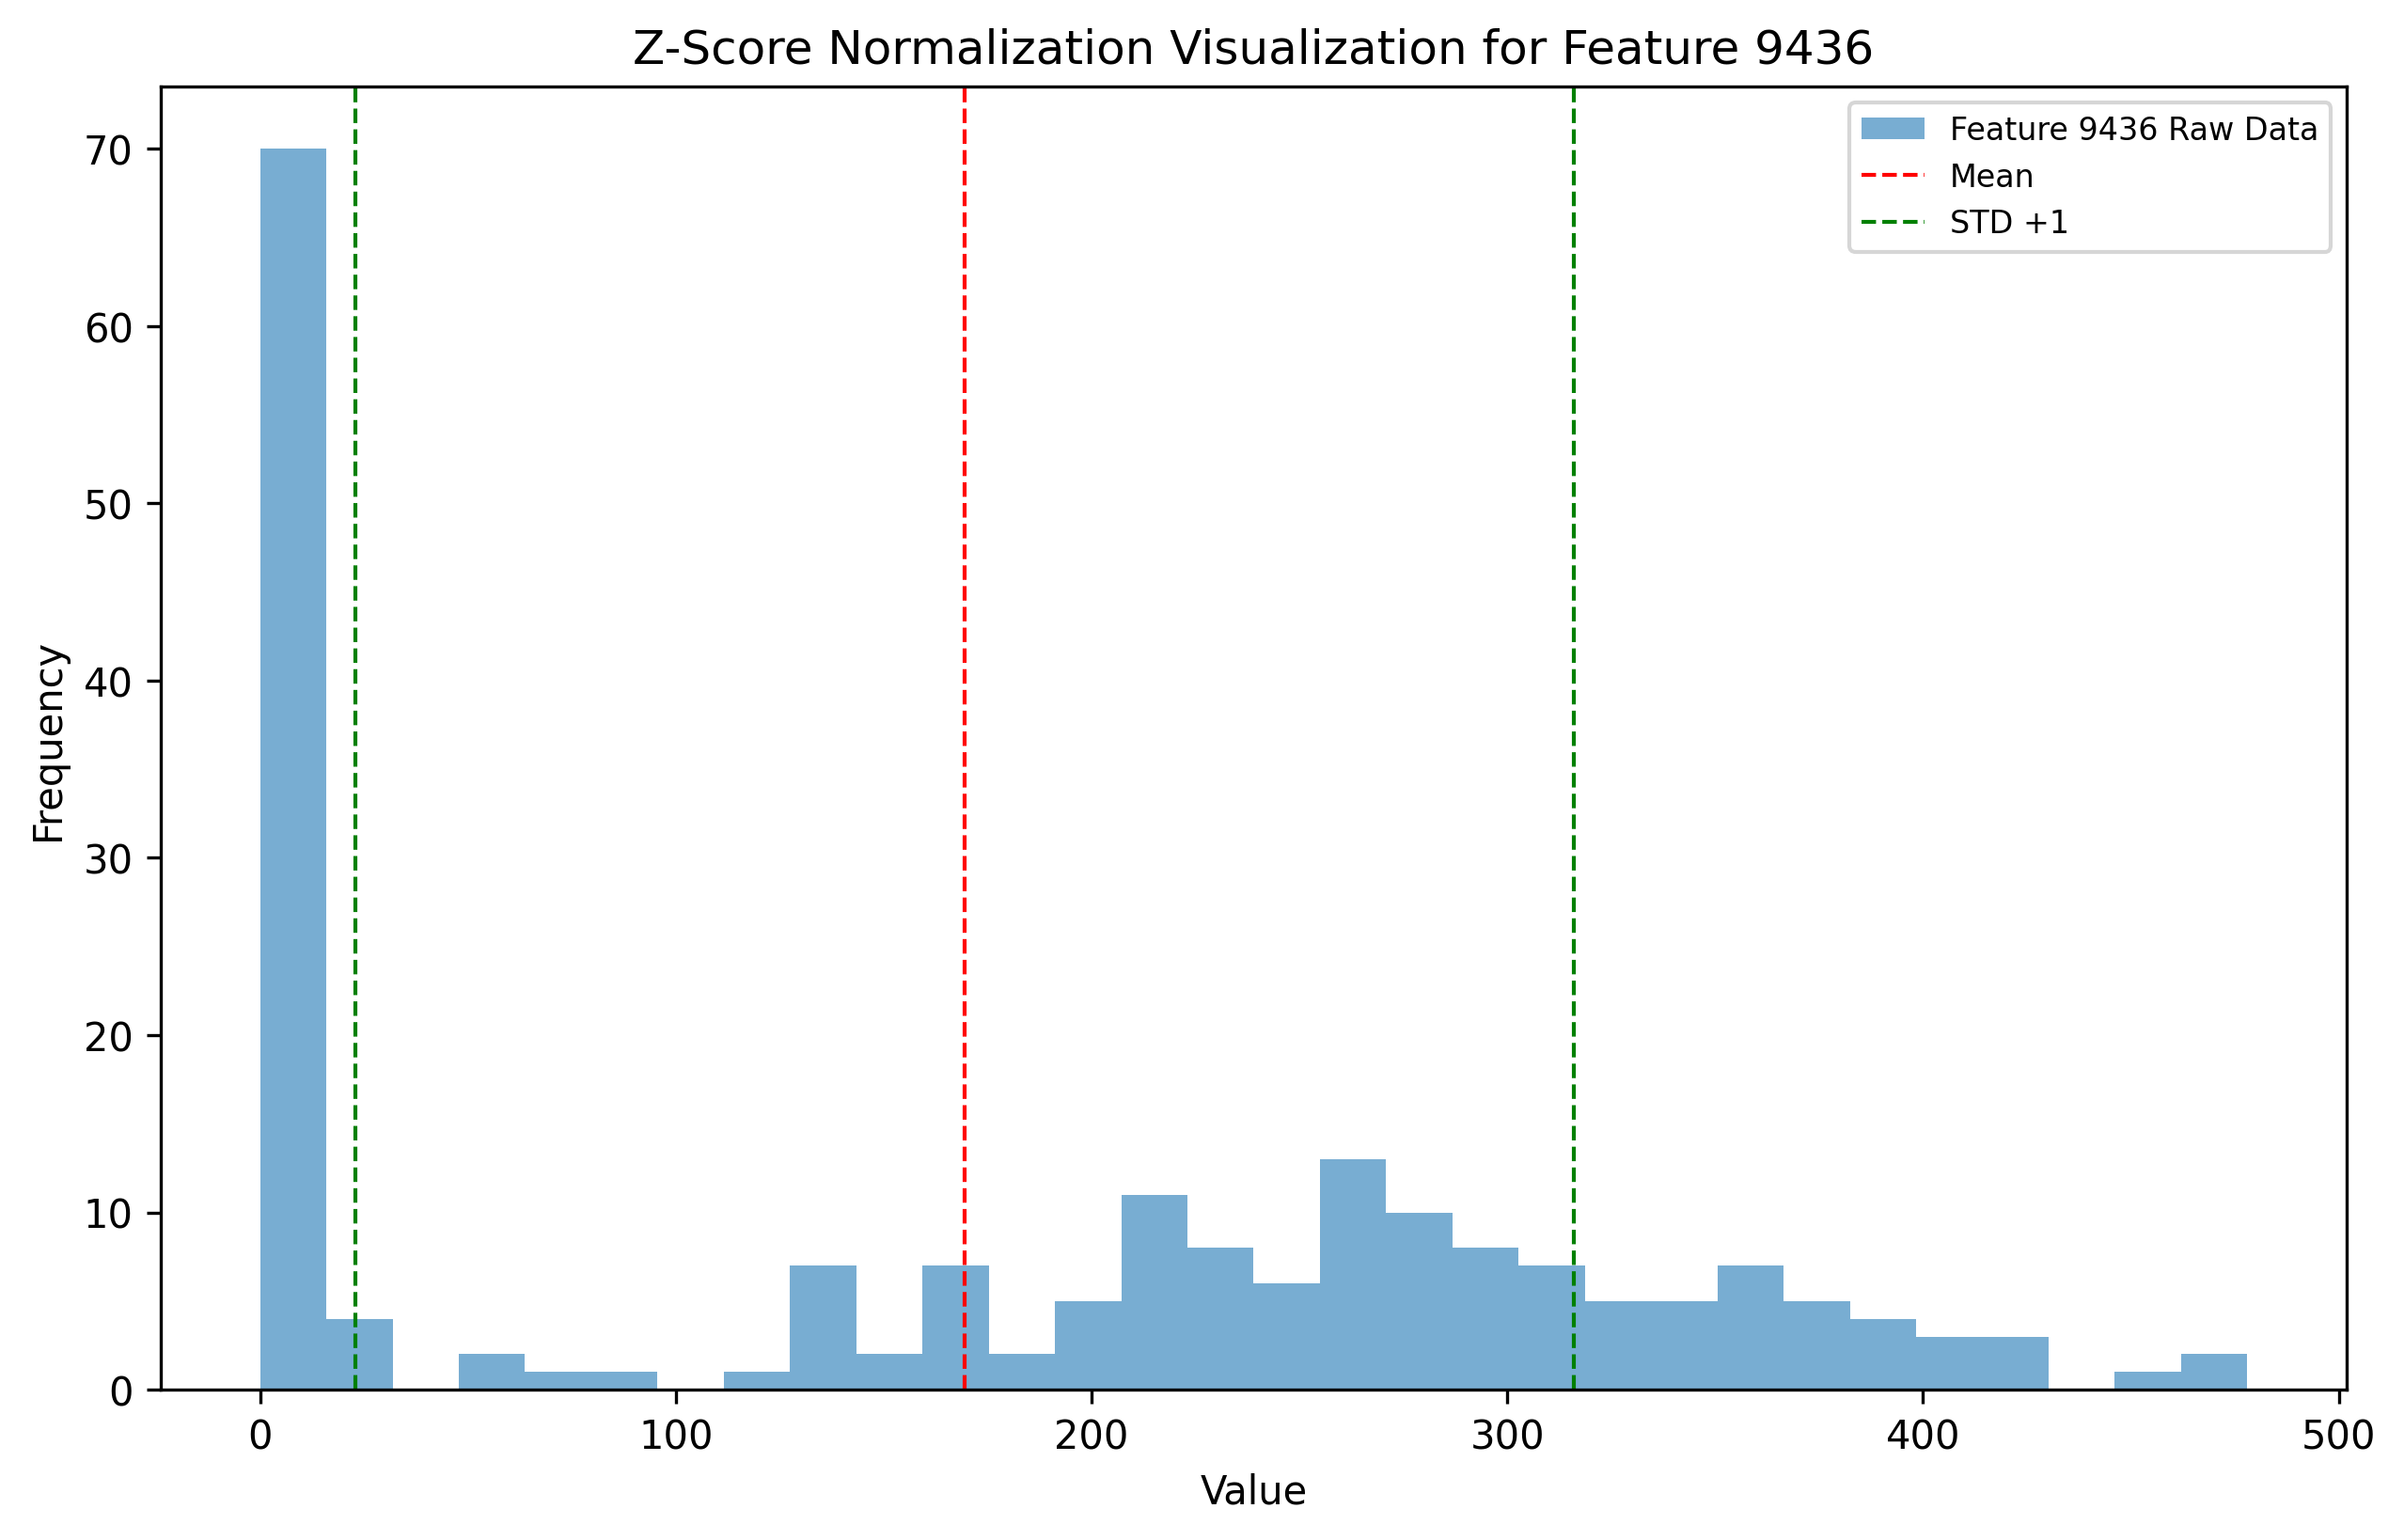 Z-Score Normalization Visualization for Feature 9436
Feature 9436 Raw Data
Mean
STD +1
Frequency
70
60
50
40
30
20
10
0
0 100 200 300 400 500
Value